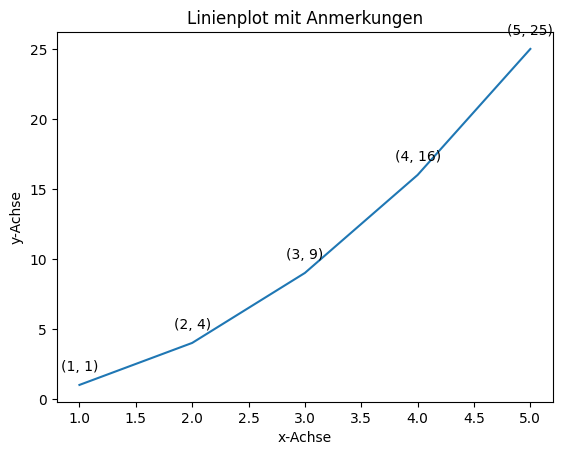 Linienplot mit Anmerkungen
(5, 25)
25
20
(4, 16)
15
y-Achse
(3, 9)
10
(2, 4)
5
(1, 1)
0
1.0 1.5 2.0 2.5 3.0 3.5 4.0 4.5 5.0
x-Achse